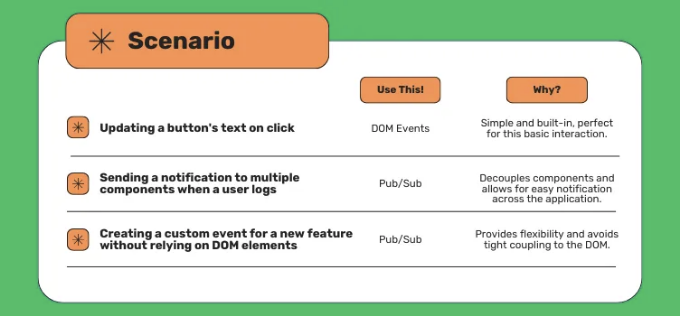 Scenario
Use This!
Why?
Updating a button's text on click
DOM Events
Simple and built-in, perfect
for this basic interaction.
Sending a notification to multiple
components when a user logs
Pub/Sub
Decouples components and
allows for easy notification
across the application.
Creating a custom event for a new feature
without relying on DOM elements
Pub/Sub
Provides flexibility and avoids
tight coupling to the DOM.